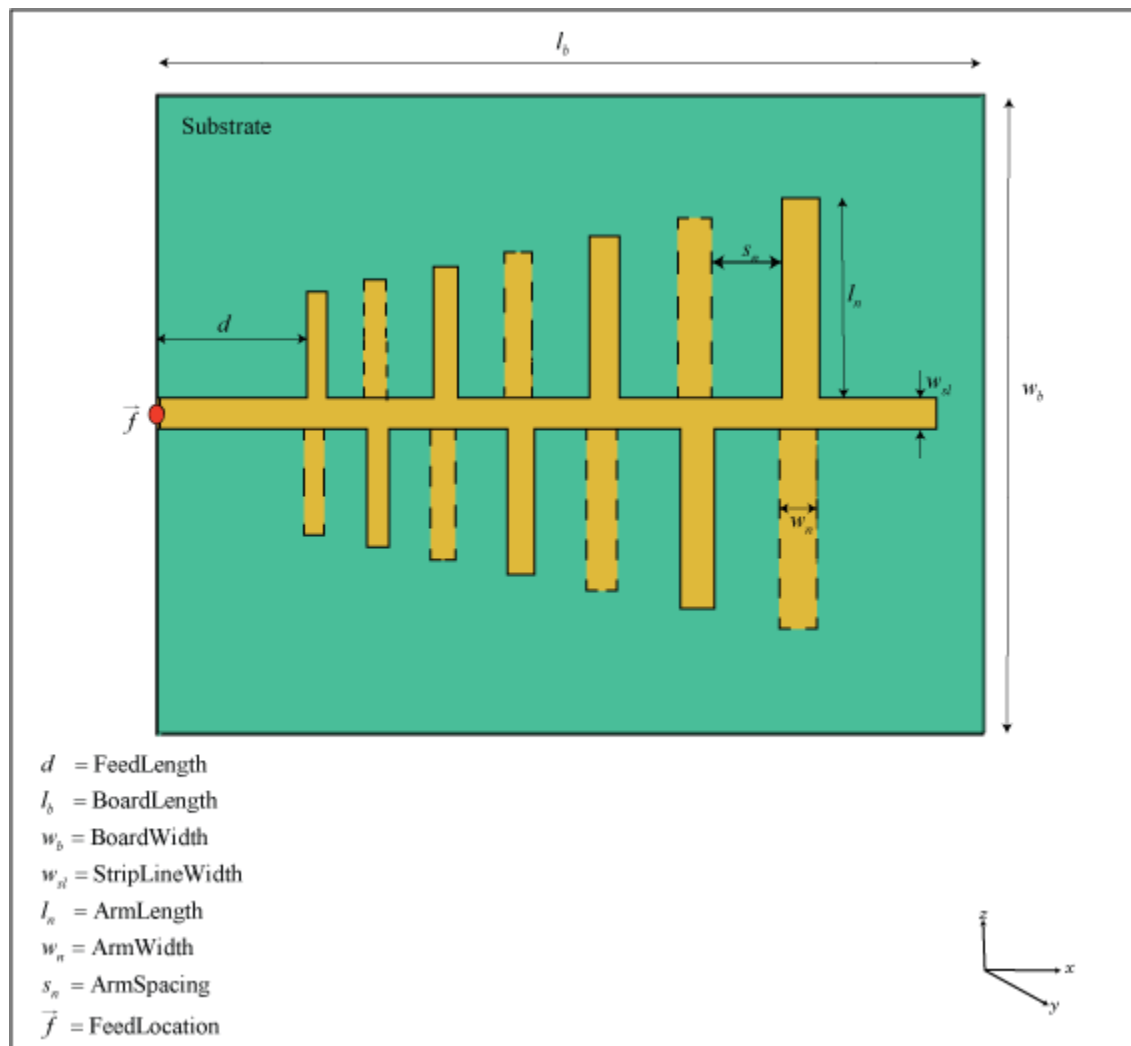 l_b
Substrate
s_n
l_n
d
w_sl
f⃗
w_b
w_n
d = FeedLength
l_b = BoardLength
w_b = BoardWidth
w_sl = StripLineWidth
l_n = ArmLength
w_n = ArmWidth
s_n = ArmSpacing
f⃗ = FeedLocation
z
x
y